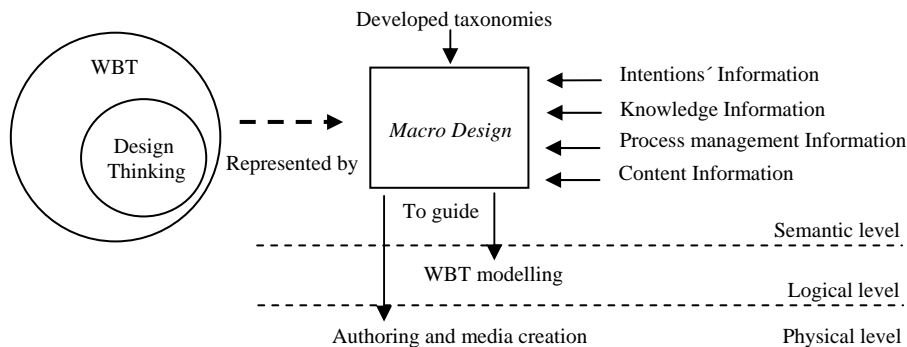 Developed taxonomies
WBT
Design
Thinking
Represented by
Macro Design
Intentions´ Information
Knowledge Information
Process management Information
Content Information
To guide
Semantic level
WBT modelling
Logical level
Authoring and media creation
Physical level